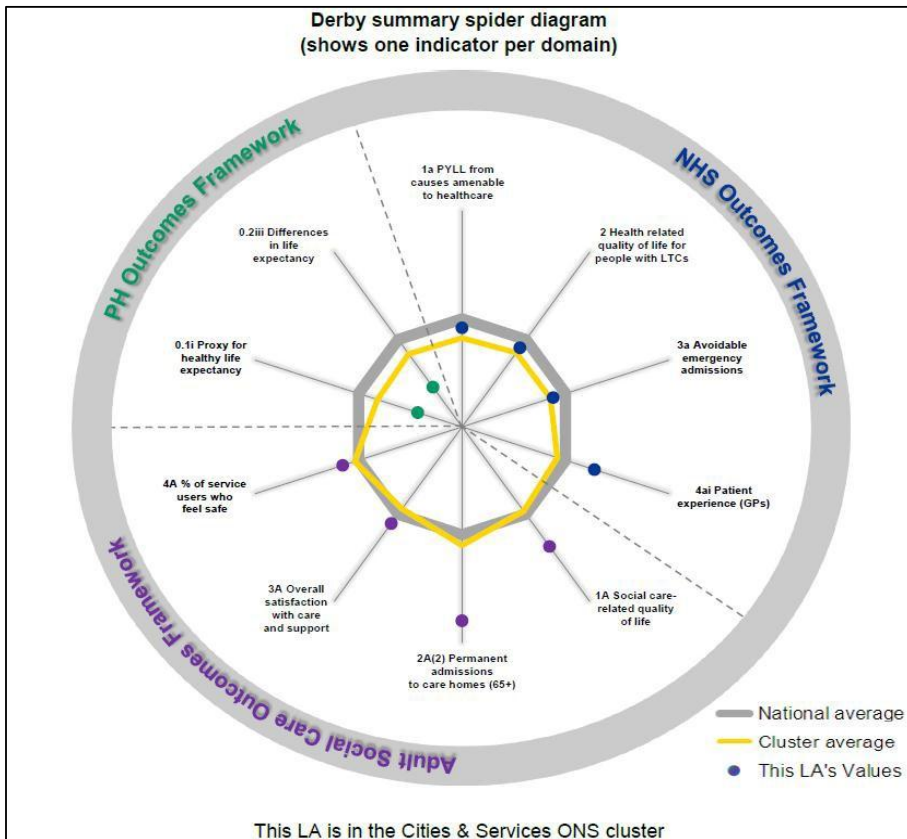 Derby summary spider diagram
(shows one indicator per domain)
PH Outcomes Framework
NHS Outcomes Framework
1a PYLL from
causes amenable
to healthcare
0.2iii Differences
in life
expectancy
2 Health related
quality of life for
people with LTCs
0.1i Proxy for
healthy life
expectancy
3a Avoidable
emergency
admissions
4A % of service
users who
feel safe
4ai Patient
experience (GPs)
3A Overall
satisfaction
with care
and support
1A Social care-
related quality
of life
2A(2) Permanent
admissions
to care homes (65+)
Adult Social Care Outcomes Framework
National average
Cluster average
This LA's Values
This LA is in the Cities & Services ONS cluster